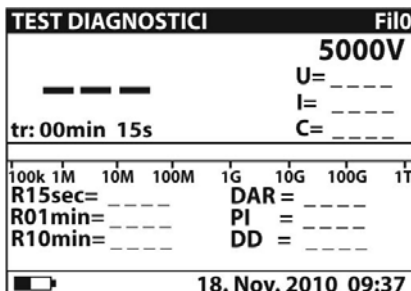 TEST DIAGNOSTICI Fil0
5000V
U= _ _ _ _
– – –
I= _ _ _ _
tr: 00min 15s C= _ _ _ _
100k 1M 10M 100M 1G 10G 100G 1T
R15sec= _ _ _ _ DAR = _ _ _ _
R01min= _ _ _ _ PI = _ _ _ _
R10min= _ _ _ _ DD = _ _ _ _
18. Nov. 2010 09:37